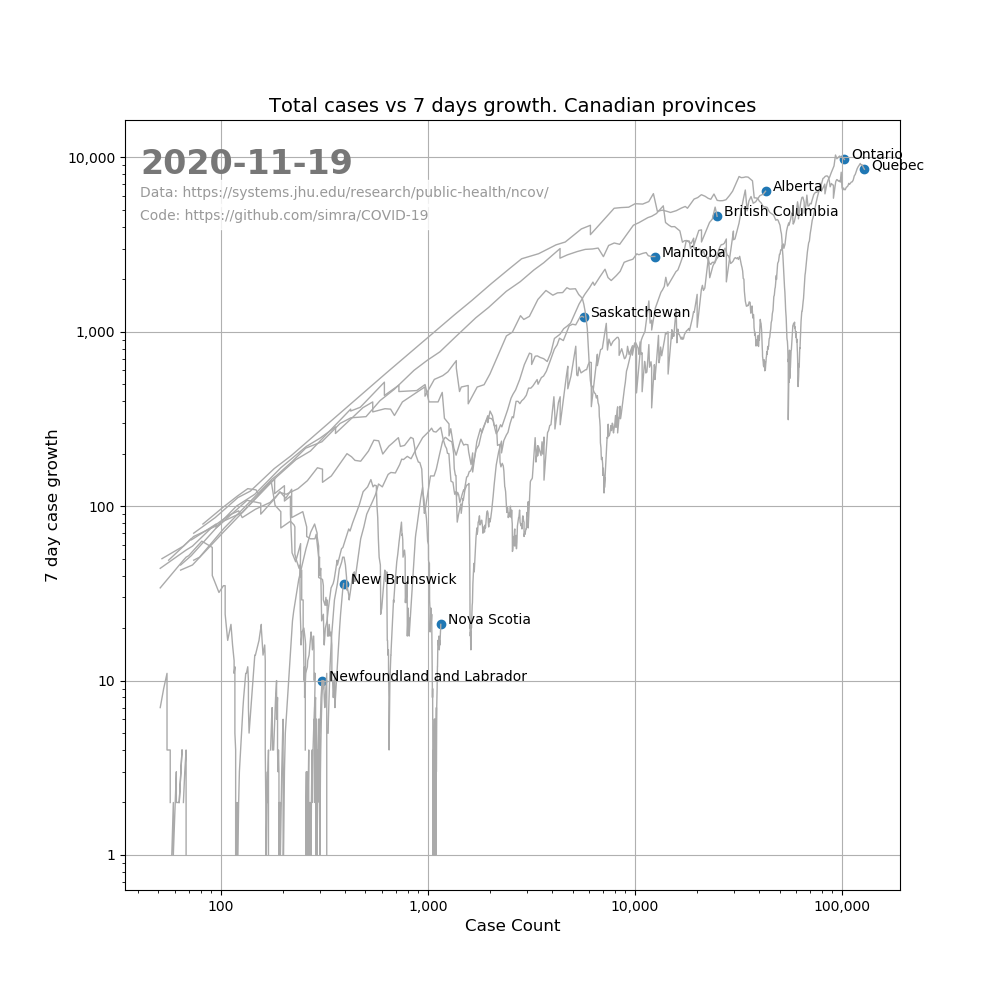 Total cases vs 7 days growth. Canadian provinces
2020-11-19
Data: https://systems.jhu.edu/research/public-health/ncov/
Code: https://github.com/simra/COVID-19
10,000
1,000
100
10
1
7 day case growth
Ontario
Quebec
Alberta
British Columbia
Manitoba
Saskatchewan
New Brunswick
Nova Scotia
Newfoundland and Labrador
100
1,000
10,000
100,000
Case Count